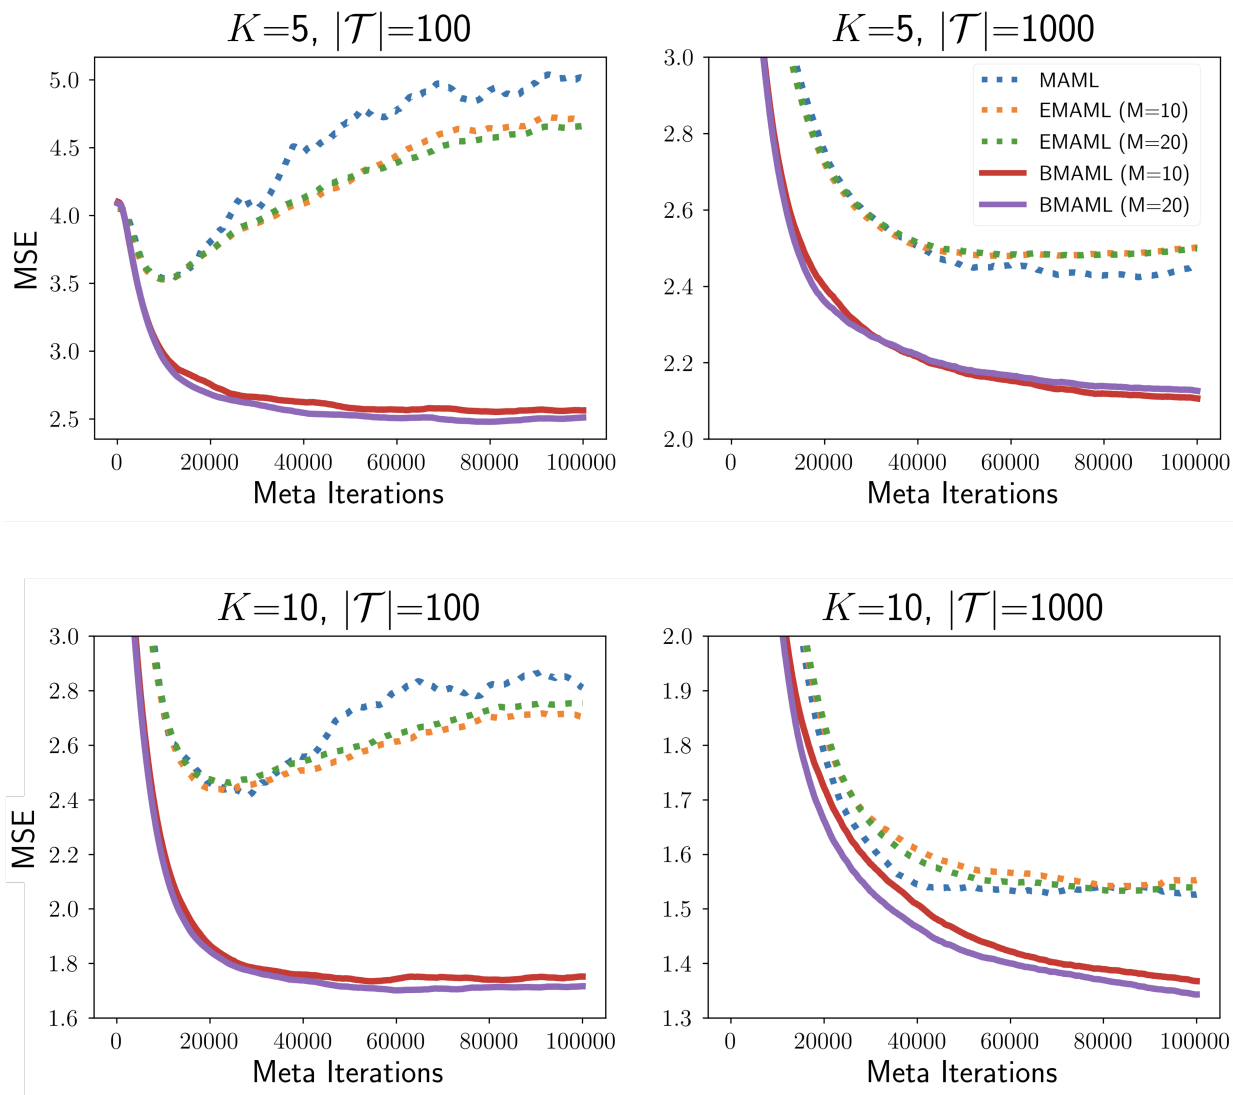 K=5, |𝒯|=100
5.0
4.5
4.0
3.5
3.0
2.5
MSE
0 20000 40000 60000 80000 100000
Meta Iterations
K=5, |𝒯|=1000
3.0
2.8
2.6
2.4
2.2
2.0
MAML
EMAML (M=10)
EMAML (M=20)
BMAML (M=10)
BMAML (M=20)
0 20000 40000 60000 80000 100000
Meta Iterations
K=10, |𝒯|=100
3.0
2.8
2.6
2.4
2.2
2.0
1.8
1.6
MSE
0 20000 40000 60000 80000 100000
Meta Iterations
K=10, |𝒯|=1000
2.0
1.9
1.8
1.7
1.6
1.5
1.4
1.3
0 20000 40000 60000 80000 100000
Meta Iterations